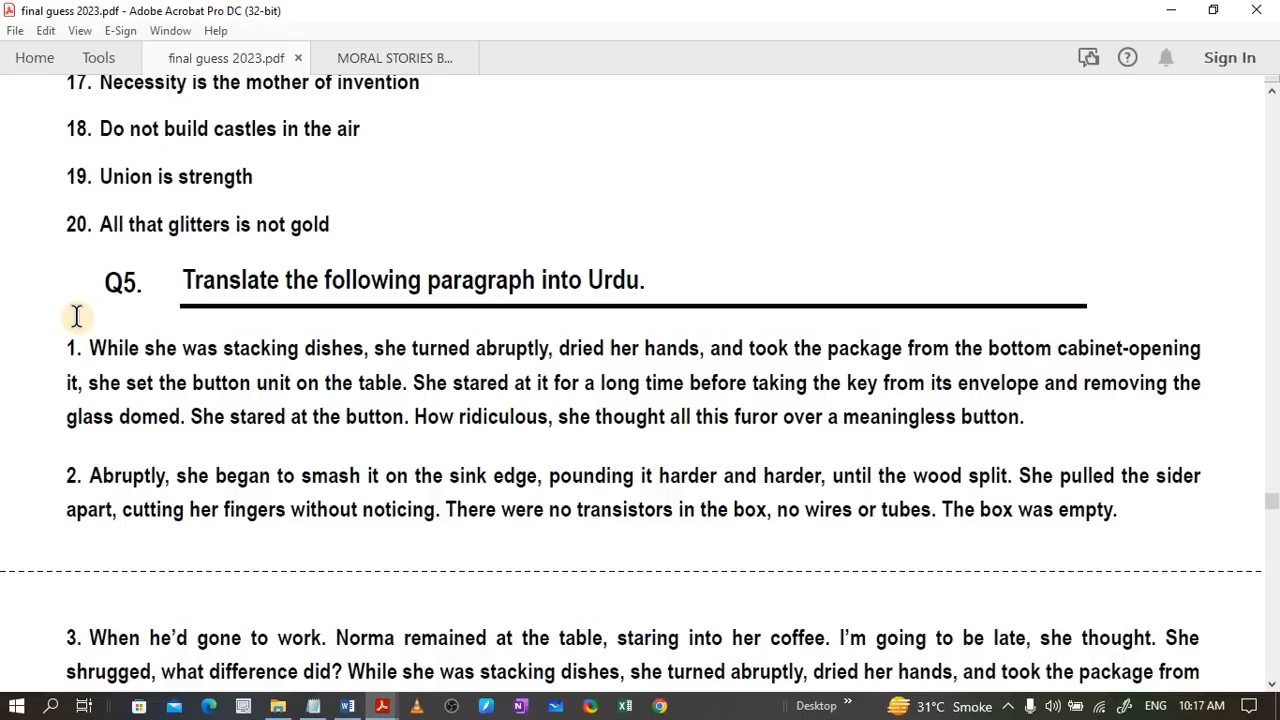 final guess 2023.pdf - Adobe Acrobat Pro DC (32-bit)
File Edit View E-Sign Window Help
Home Tools final guess 2023.pdf × MORAL STORIES B... Sign In
17. Necessity is the mother of invention
18. Do not build castles in the air
19. Union is strength
20. All that glitters is not gold
Q5. Translate the following paragraph into Urdu.
1. While she was stacking dishes, she turned abruptly, dried her hands, and took the package from the bottom cabinet-opening
it, she set the button unit on the table. She stared at it for a long time before taking the key from its envelope and removing the
glass domed. She stared at the button. How ridiculous, she thought all this furor over a meaningless button.
2. Abruptly, she began to smash it on the sink edge, pounding it harder and harder, until the wood split. She pulled the sider
apart, cutting her fingers without noticing. There were no transistors in the box, no wires or tubes. The box was empty.
3. When he'd gone to work. Norma remained at the table, staring into her coffee. I'm going to be late, she thought. She
shrugged, what difference did? While she was stacking dishes, she turned abruptly, dried her hands, and took the package from
Desktop » 31°C Smoke ENG 10:17 AM